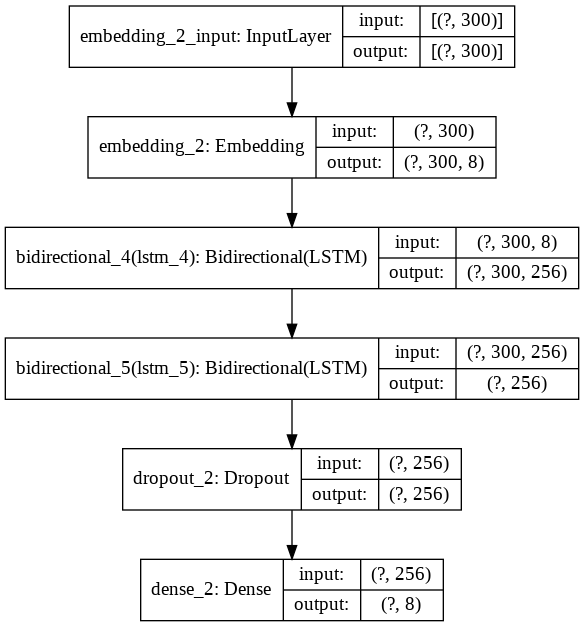 embedding_2_input: InputLayer
input: [(?, 300)]
output: [(?, 300)]
embedding_2: Embedding
input: (?, 300)
output: (?, 300, 8)
bidirectional_4(lstm_4): Bidirectional(LSTM)
input: (?, 300, 8)
output: (?, 300, 256)
bidirectional_5(lstm_5): Bidirectional(LSTM)
input: (?, 300, 256)
output: (?, 256)
dropout_2: Dropout
input: (?, 256)
output: (?, 256)
dense_2: Dense
input: (?, 256)
output: (?, 8)